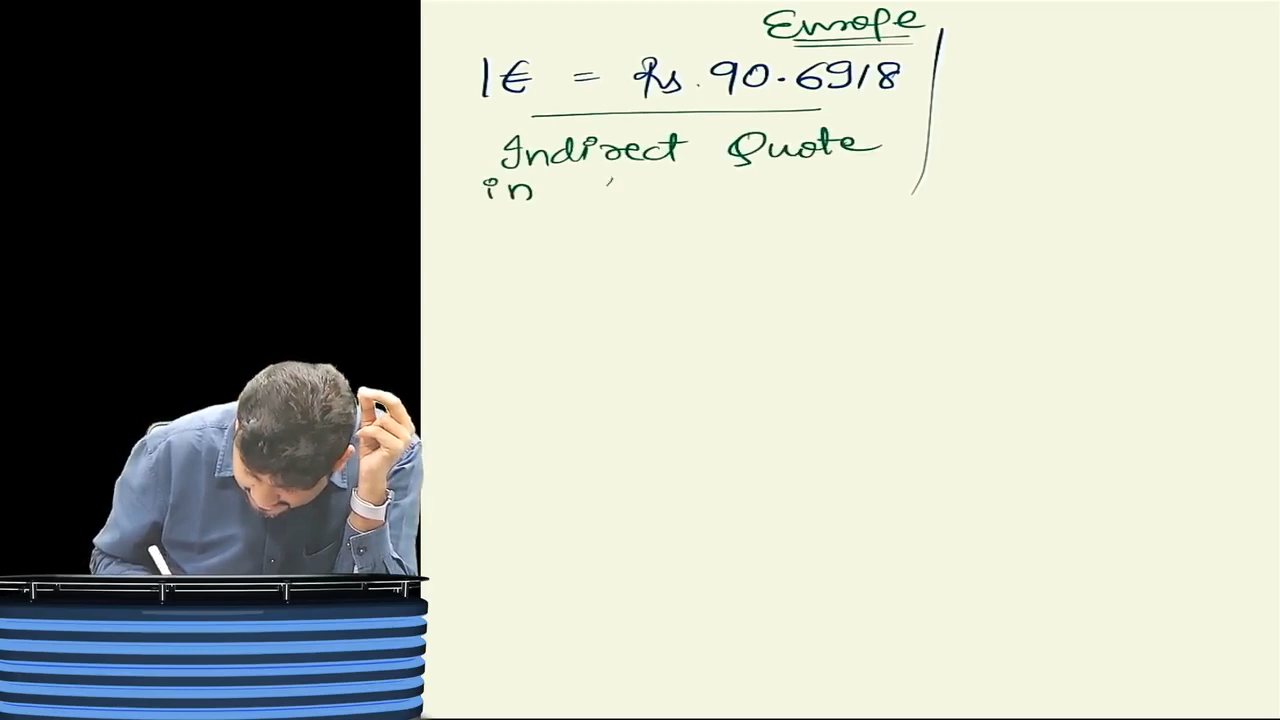 Europe
1€ = Rs. 90.6918
Indirect Quote
in